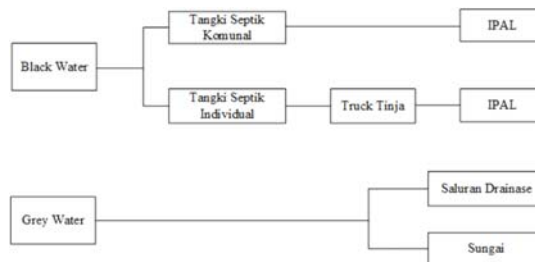 Tangki Septik
Komunal
IPAL
Black Water
Tangki Septik
Individual
Truck Tinja
IPAL
Saluran Drainase
Grey Water
Sungai